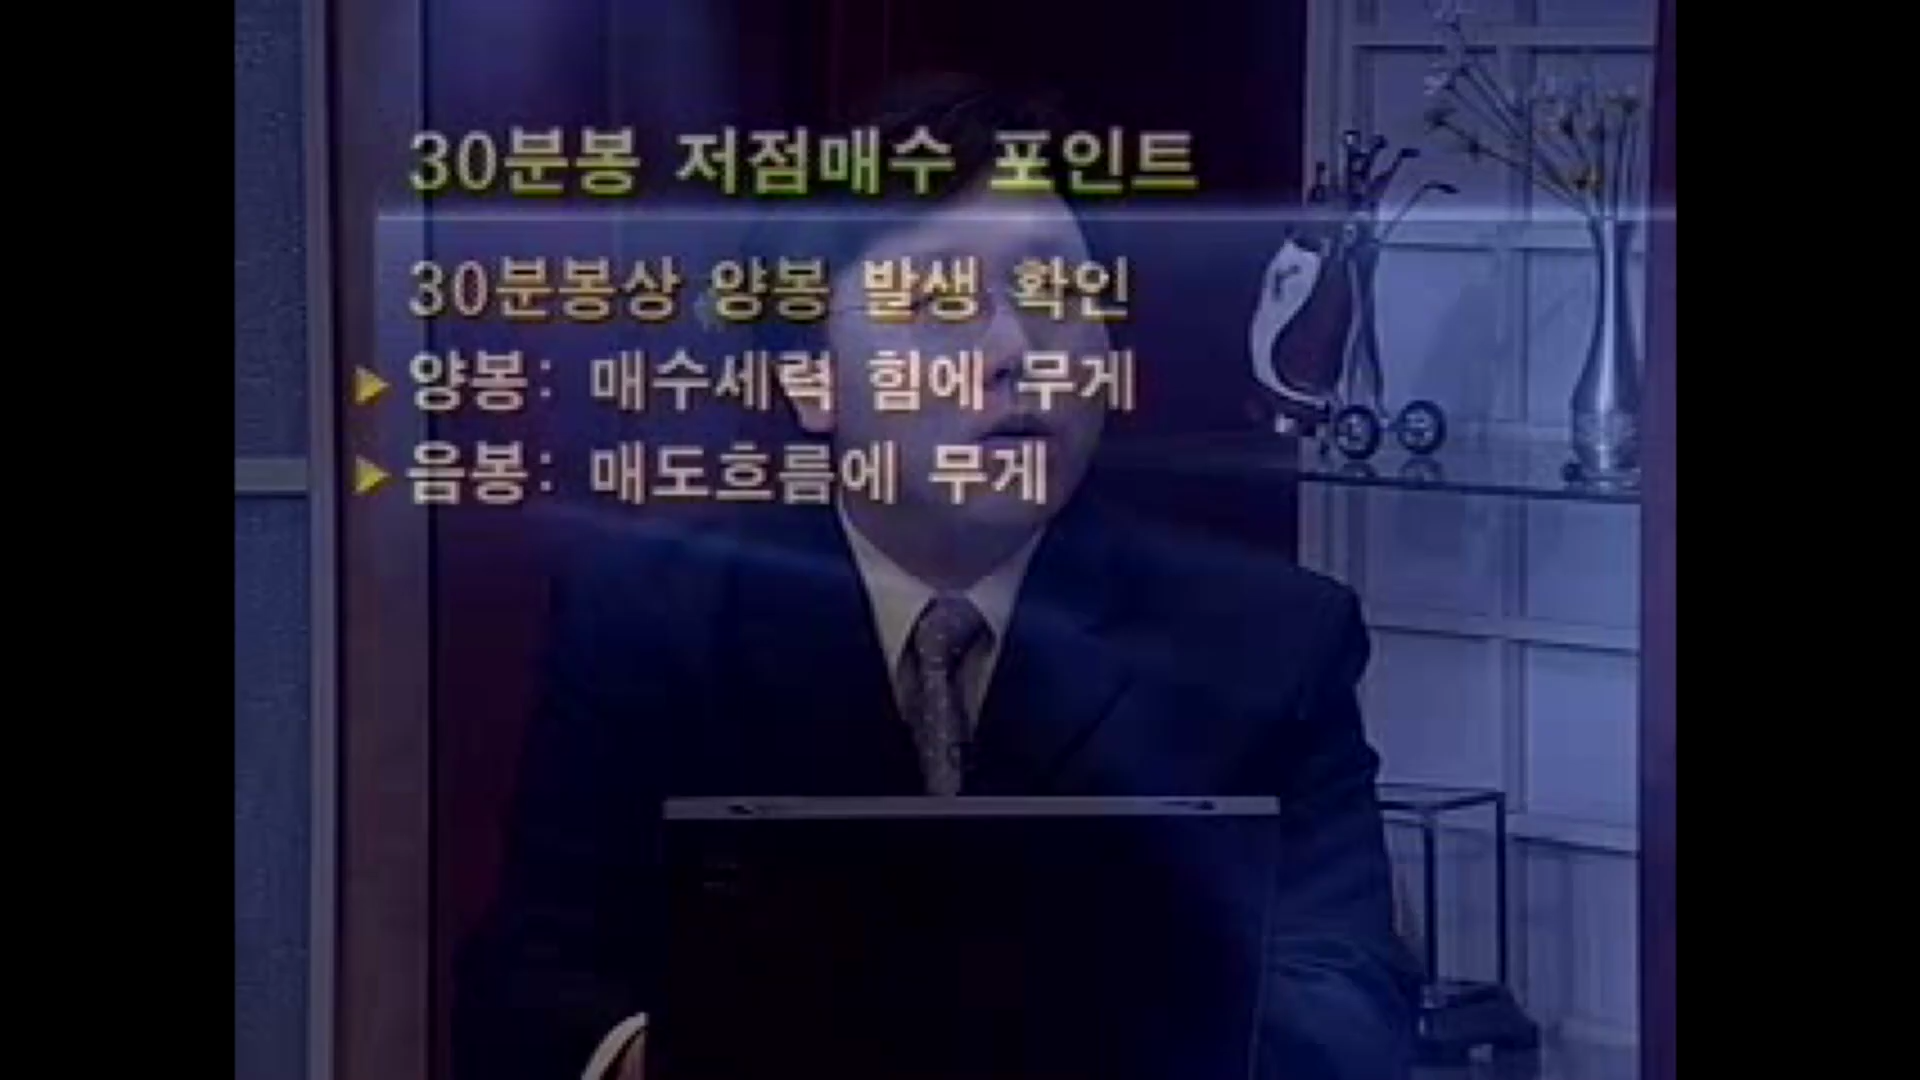 30분봉 저점매수 포인트
30분봉상 양봉 발생 확인
▶ 양봉: 매수세력 힘에 무게
▶ 음봉: 매도흐름에 무게